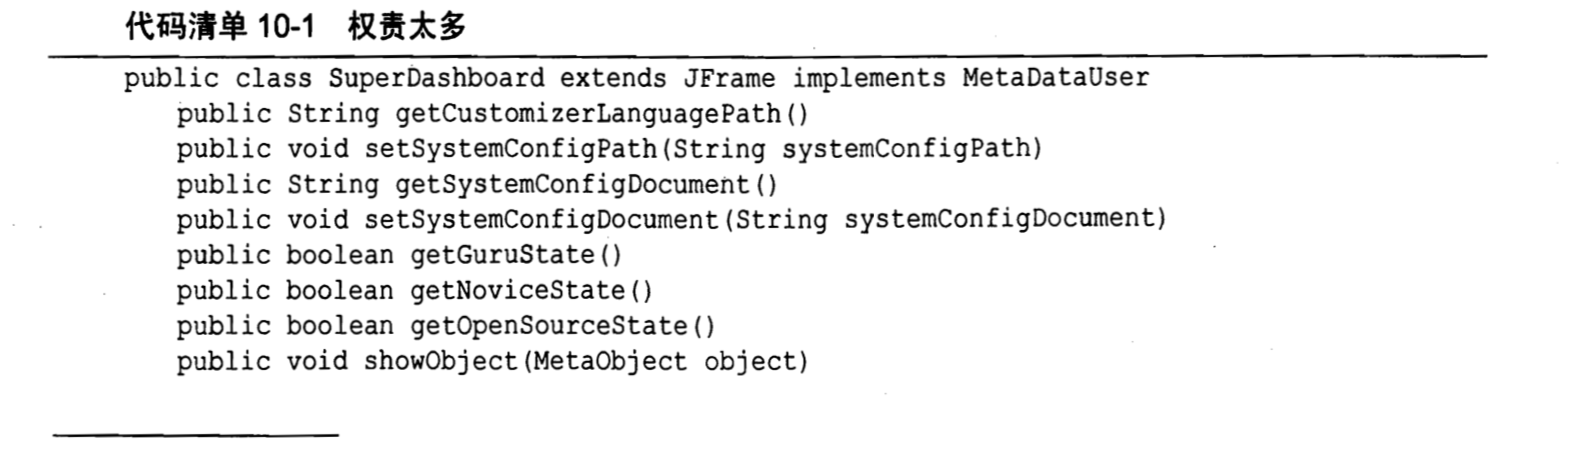 代码清单 10-1 权责太多
public class SuperDashboard extends JFrame implements MetaDataUser
public String getCustomizerLanguagePath()
public void setSystemConfigPath(String systemConfigPath)
public String getSystemConfigDocument()
public void setSystemConfigDocument(String systemConfigDocument)
public boolean getGuruState()
public boolean getNoviceState()
public boolean getOpenSourceState()
public void showObject(MetaObject object)